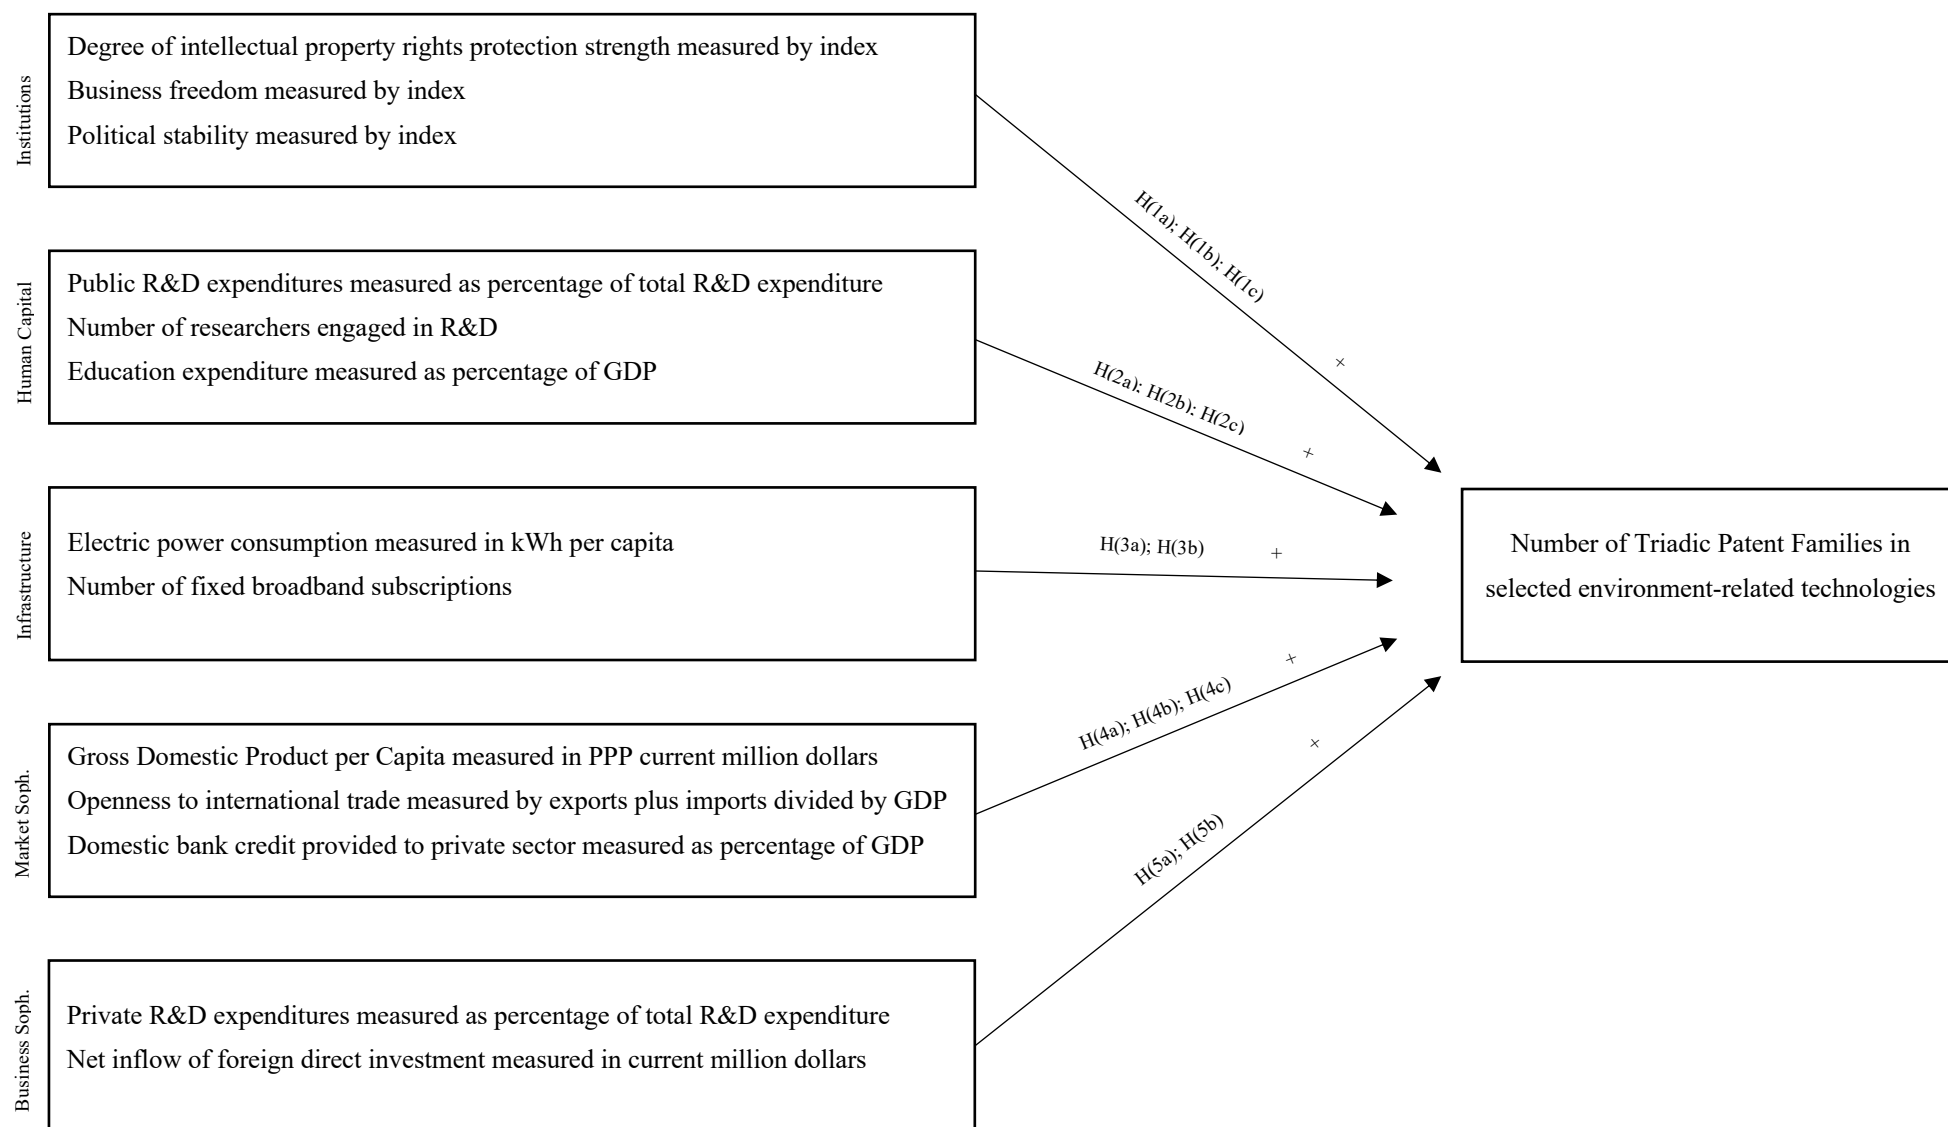 Institutions
Degree of intellectual property rights protection strength measured by index
Business freedom measured by index
Political stability measured by index
H(1a); H(1b); H(1c)
+
Human Capital
Public R&D expenditures measured as percentage of total R&D expenditure
Number of researchers engaged in R&D
Education expenditure measured as percentage of GDP
H(2a); H(2b); H(2c)
+
Infrastructure
Electric power consumption measured in kWh per capita
Number of fixed broadband subscriptions
H(3a); H(3b)
+
Number of Triadic Patent Families in
selected environment-related technologies
Market Soph.
Gross Domestic Product per Capita measured in PPP current million dollars
Openness to international trade measured by exports plus imports divided by GDP
Domestic bank credit provided to private sector measured as percentage of GDP
H(4a); H(4b); H(4c)
+
Business Soph.
Private R&D expenditures measured as percentage of total R&D expenditure
Net inflow of foreign direct investment measured in current million dollars
H(5a); H(5b)
+